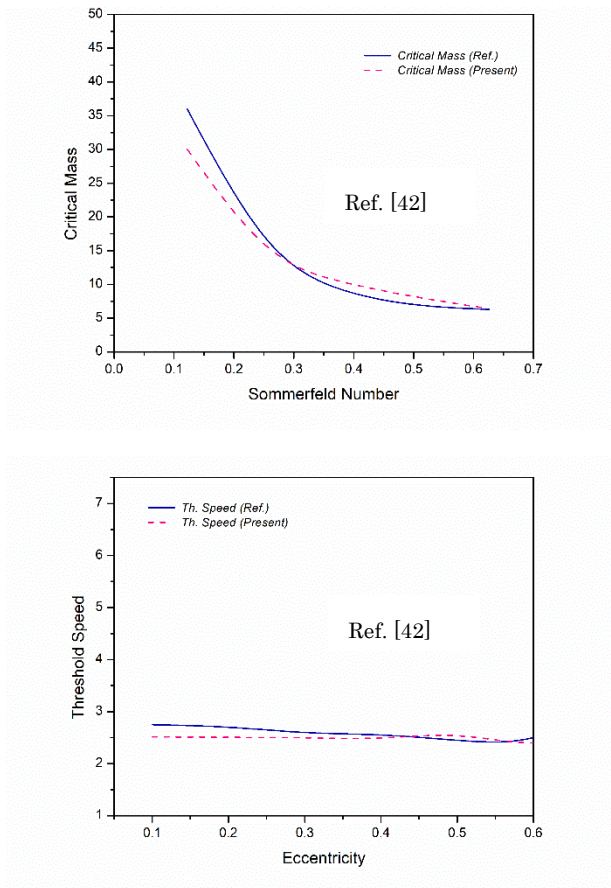 50
45
40
35
30
25
20
15
10
5
0
Critical Mass
Critical Mass (Ref.)
Critical Mass (Present)
Ref. [42]
0.0 0.1 0.2 0.3 0.4 0.5 0.6 0.7
Sommerfeld Number
7
6
5
4
3
2
1
Threshold Speed
Th. Speed (Ref.)
Th. Speed (Present)
Ref. [42]
0.1 0.2 0.3 0.4 0.5 0.6
Eccentricity